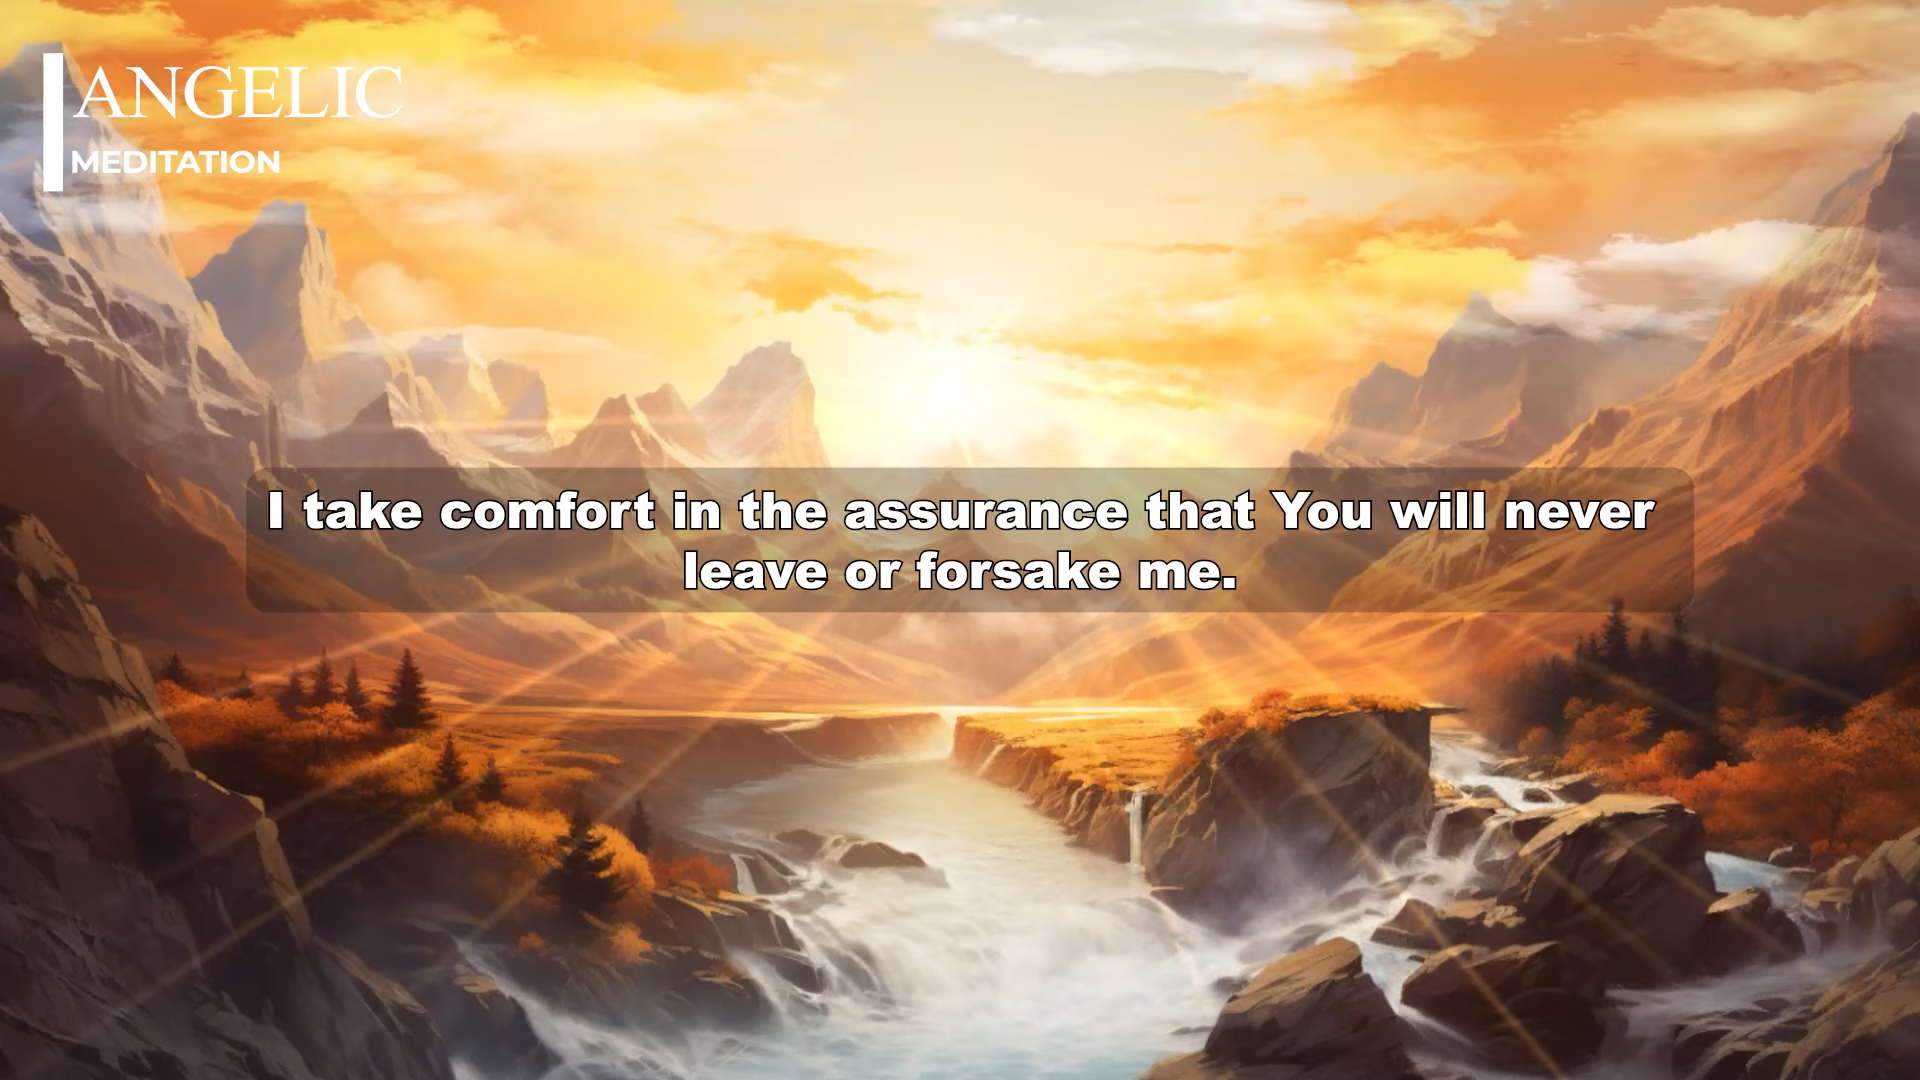 ANGELIC
MEDITATION
I take comfort in the assurance that You will never
leave or forsake me.